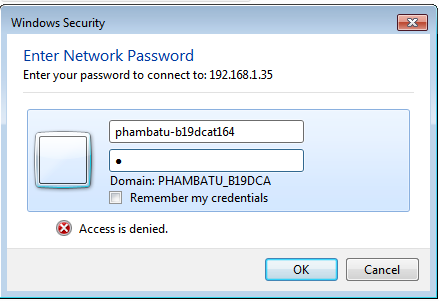 Windows Security
Enter Network Password
Enter your password to connect to: 192.168.1.35
phambatu-b19dcat164
●
Domain: PHAMBATU_B19DCA
Remember my credentials
Access is denied.
OK
Cancel